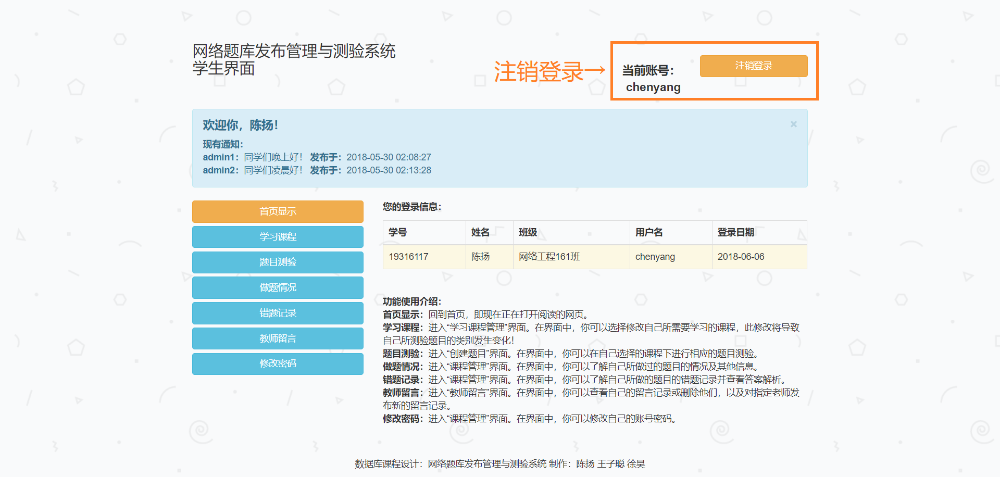 网络题库发布管理与测验系统
学生界面
注销登录→
当前账号：
chenyang
注销登录
欢迎你，陈扬！
×
现有通知：
admin1：同学们晚上好！ 发布于：2018-05-30 02:08:27
admin2：同学们凌晨好！ 发布于：2018-05-30 02:13:28
首页显示
学习课程
题目测验
做题情况
错题记录
教师留言
修改密码
您的登录信息：
学号 姓名 班级 用户名 登录日期
19316117 陈扬 网络工程161班 chenyang 2018-06-06
功能使用介绍：
首页显示：回到首页，即现在正在打开阅读的网页。
学习课程：进入“学习课程管理”界面。在界面中，你可以选择修改自己所需要学习的课程，此修改将导致
自己所测验题目的类别发生变化！
题目测验：进入“创建题目”界面。在界面中，你可以在自己选择的课程下进行相应的题目测验。
做题情况：进入“课程管理”界面。在界面中，你可以了解自己所做过的题目的情况及其他信息。
错题记录：进入“课程管理”界面。在界面中，你可以了解自己所做的题目的错题记录并查看答案解析。
教师留言：进入“教师留言”界面。在界面中，你可以查看自己的留言记录或删除他们，以及对指定老师发
布新的留言记录。
修改密码：进入“课程管理”界面。在界面中，你可以修改自己的账号密码。
数据库课程设计：网络题库发布管理与测验系统 制作：陈扬 王子聪 徐昊